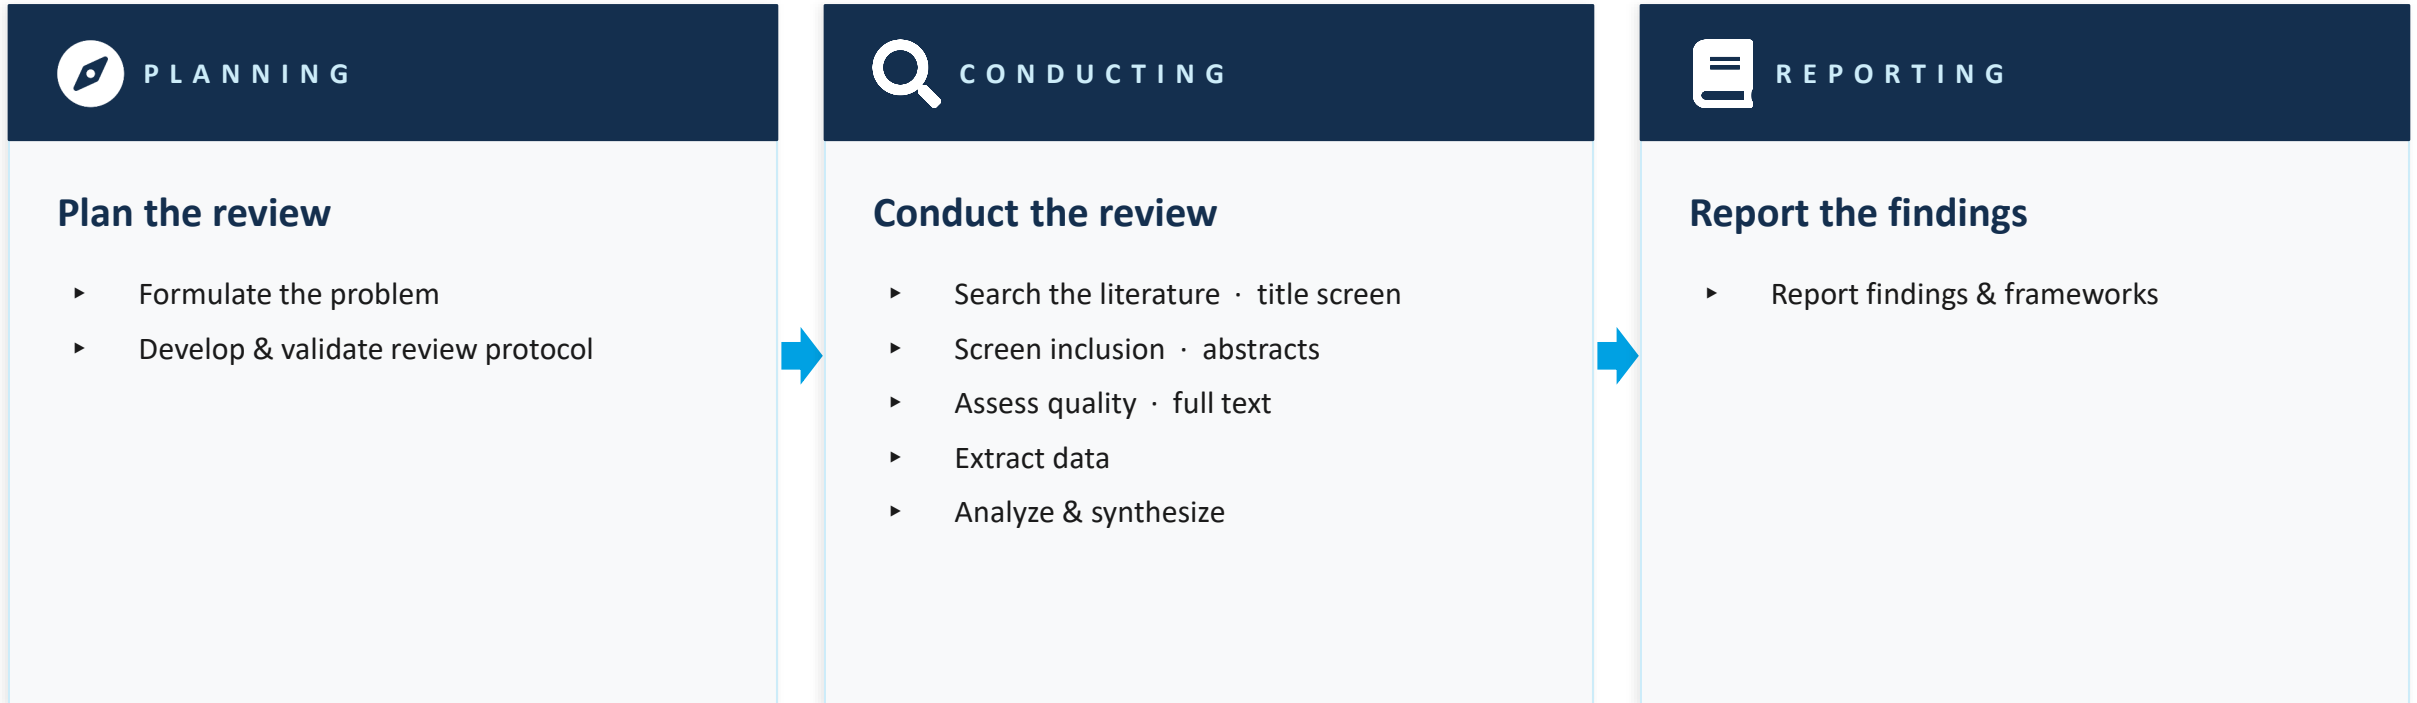 PLANNING
Plan the review
‣ Formulate the problem
‣ Develop & validate review protocol
CONDUCTING
Conduct the review
‣ Search the literature · title screen
‣ Screen inclusion · abstracts
‣ Assess quality · full text
‣ Extract data
‣ Analyze & synthesize
REPORTING
Report the findings
‣ Report findings & frameworks